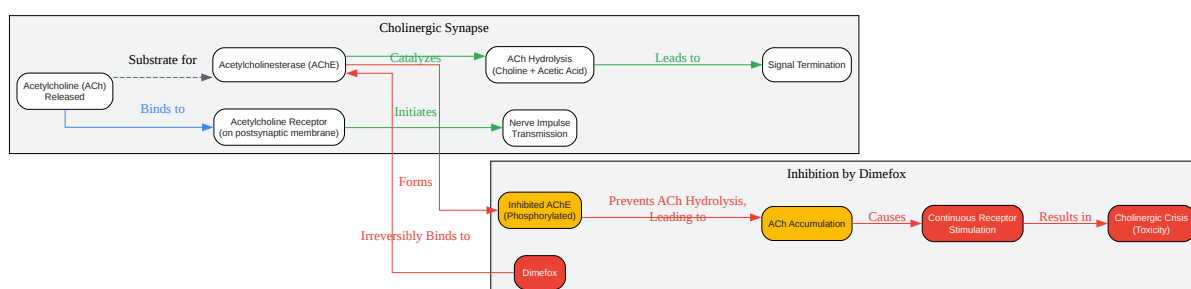 Cholinergic Synapse
Substrate for
Acetylcholine (ACh)
Released
Acetylcholinesterase (AChE)
Catalyzes
ACh Hydrolysis
(Choline + Acetic Acid)
Leads to
Signal Termination
Binds to
Acetylcholine Receptor
(on postsynaptic membrane)
Initiates
Nerve Impulse
Transmission
Inhibition by Dimefox
Forms
Inhibited AChE
(Phosphorylated)
Prevents ACh Hydrolysis,
Leading to
ACh Accumulation
Causes
Continuous Receptor
Stimulation
Results in
Cholinergic Crisis
(Toxicity)
Irreversibly Binds to
Dimefox